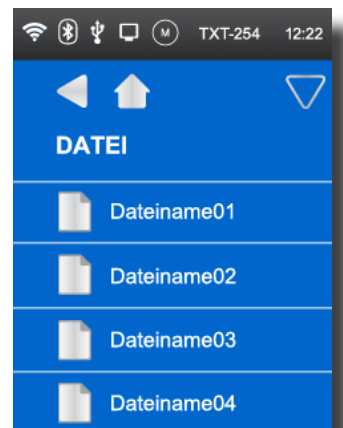 M TXT-254 12:22
DATEI
Dateiname01
Dateiname02
Dateiname03
Dateiname04